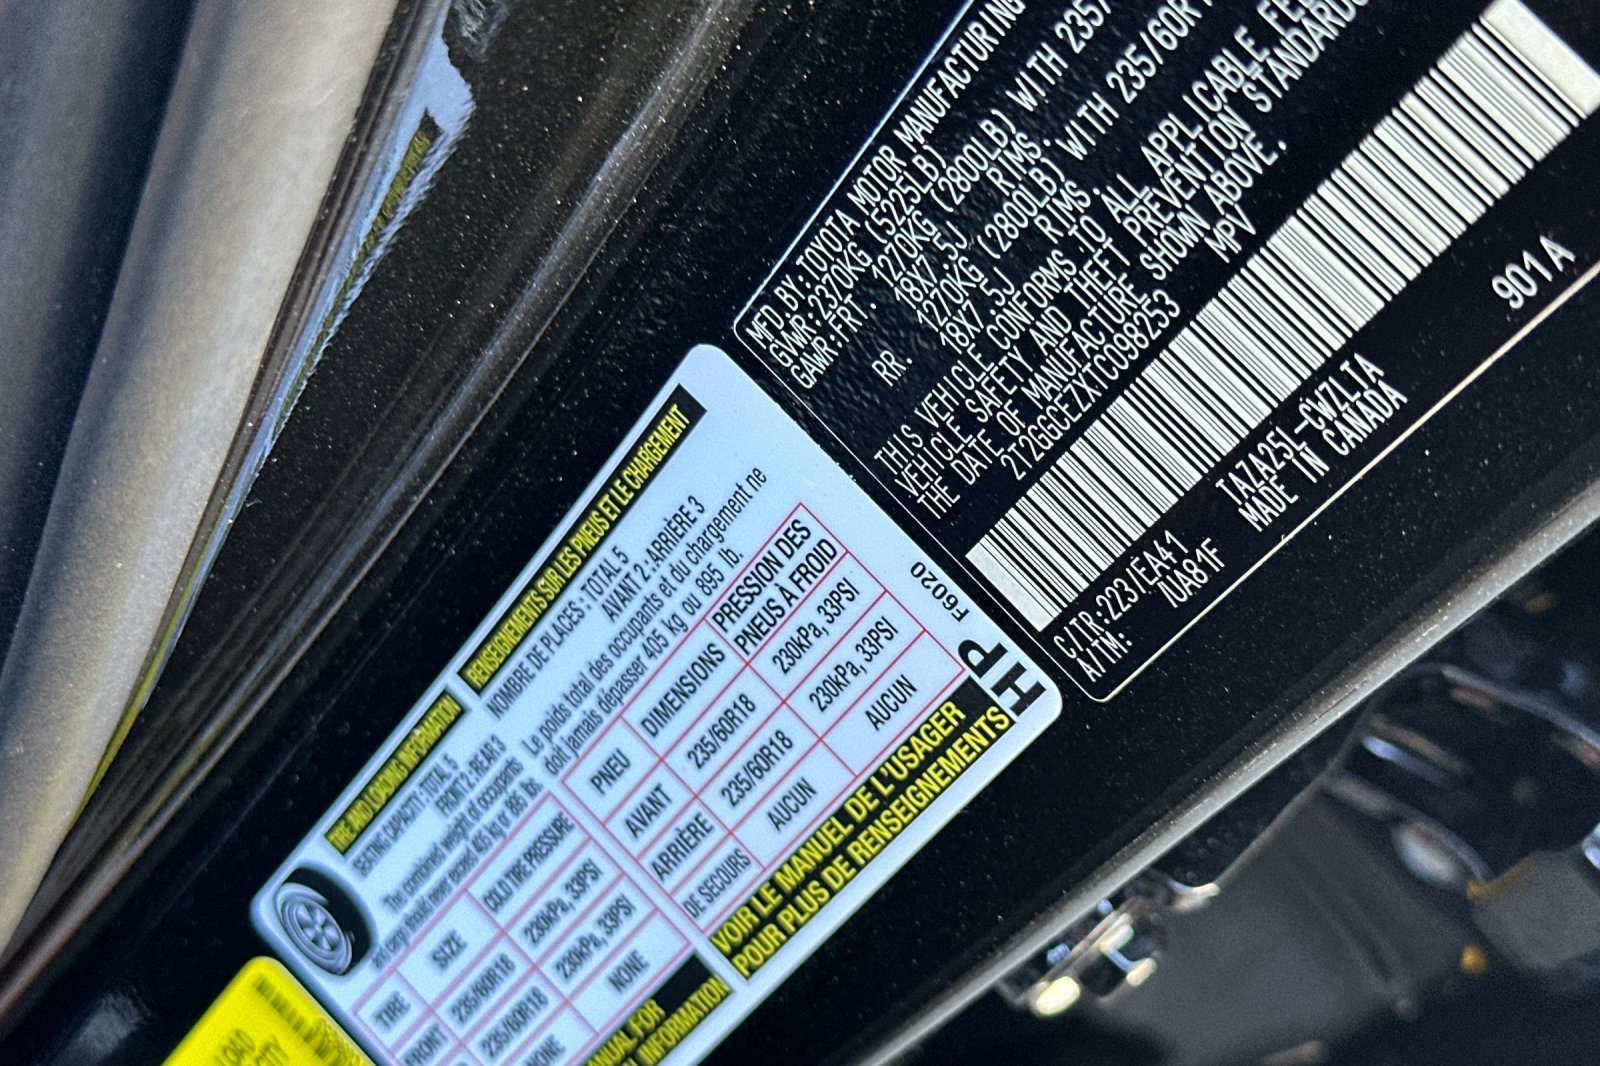 MFD BY:TOYOTA MOTOR MANUFACTURING
GVWR:2370KG (5225LB)
GAWR:FRT. 1270KG (2800LB) WITH 235/
18X7.5J RIMS.
RR. 1270KG (2800LB) WITH 235/60R1
18X7.5J RIMS
THIS VEHICLE CONFORMS TO ALL APPLICABLE FE
VEHICLE SAFETY AND THEFT PREVENTION STANDARDS
THE DATE OF MANUFACTURE SHOWN ABOVE.
2T2GGCEZXTC098253 MPV
901A
C/TR:223/EA41 TAZA25L-CWZLTA
A/TM: /UA81F MADE IN CANADA
TIRE AND LOADING INFORMATION
SEATING CAPACITY : TOTAL 5
FRONT 2 : REAR 3
The combined weight of occupants
and cargo should never exceed 405 kg or 895 lbs.
TIRE SIZE COLD TIRE PRESSURE
FRONT 235/60R18 230kPa, 33PSI
235/60R18 230kPa, 33PSI
NONE NONE
ANUAL FOR
INFORMATION
RENSEIGNEMENTS SUR LES PNEUS ET LE CHARGEMENT
NOMBRE DE PLACES : TOTAL 5
AVANT 2 : ARRIÈRE 3
Le poids total des occupants et du chargement ne
doit jamais dépasser 405 kg ou 895 lb.
PNEU DIMENSIONS PRESSION DES
PNEUS À FROID
AVANT 235/60R18 230kPa, 33PSI
ARRIÈRE 235/60R18 230kPa, 33PSI
DE SECOURS AUCUN AUCUN
VOIR LE MANUEL DE L'USAGER
POUR PLUS DE RENSEIGNEMENTS
F6020
HP
LOAD